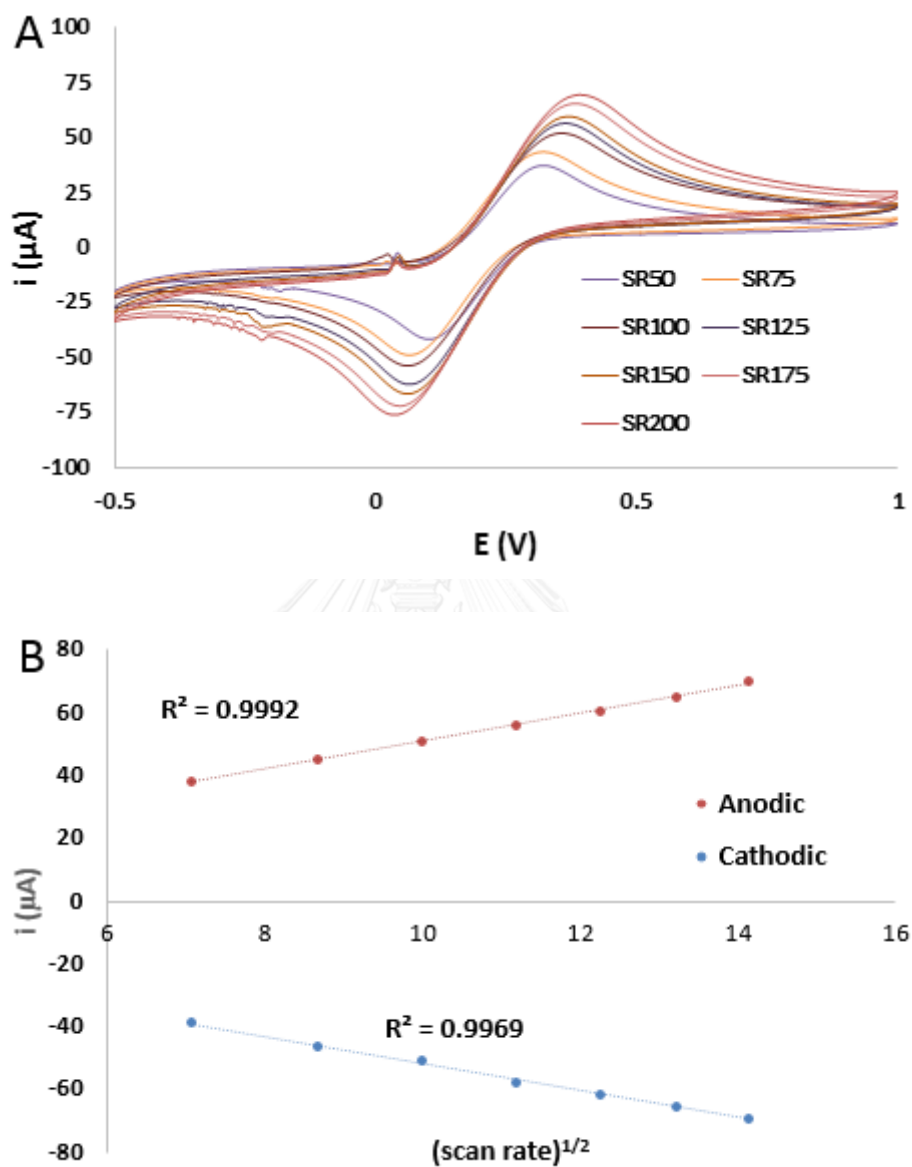 A
100
75
50
25
0
-25
-50
-75
-100
i (µA)
SR50 SR75
SR100 SR125
SR150 SR175
SR200
-0.5 0 0.5 1
E (V)
B
80
60
40
20
0
-20
-40
-60
-80
i (µA)
R² = 0.9992
Anodic
Cathodic
6 8 10 12 14 16
R² = 0.9969
(scan rate)¹/²